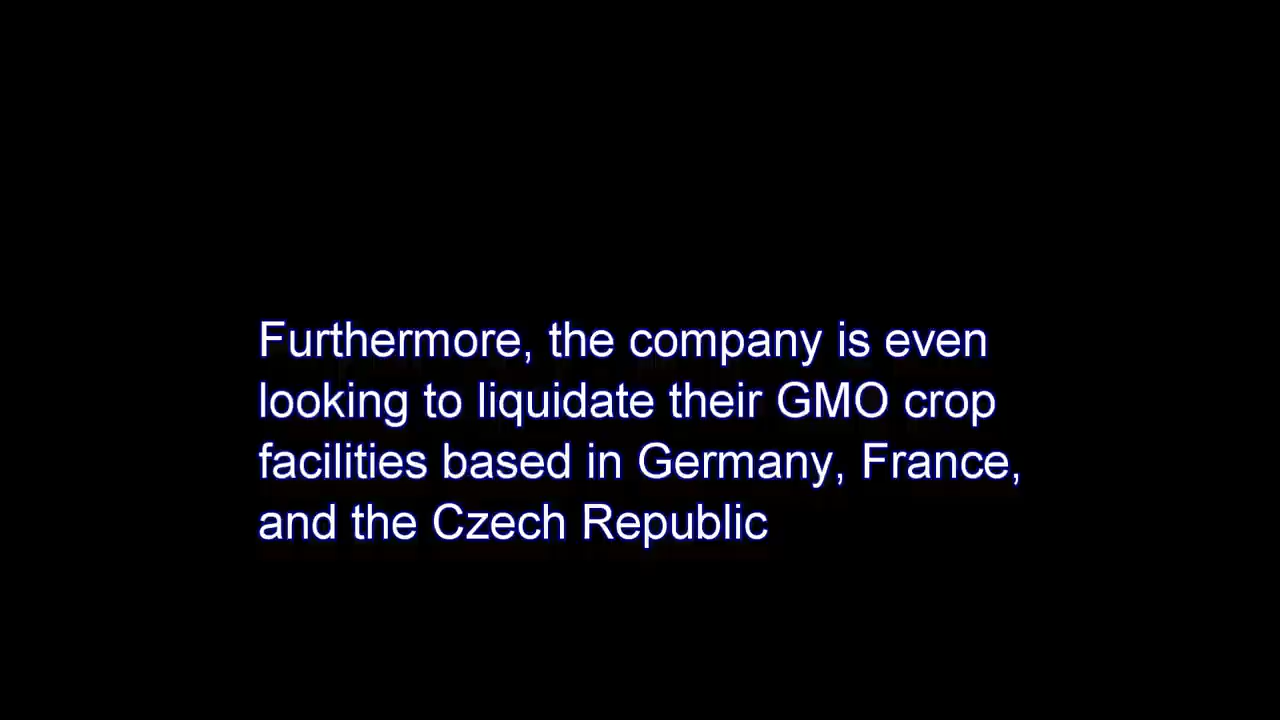 Furthermore, the company is even
looking to liquidate their GMO crop
facilities based in Germany, France,
and the Czech Republic